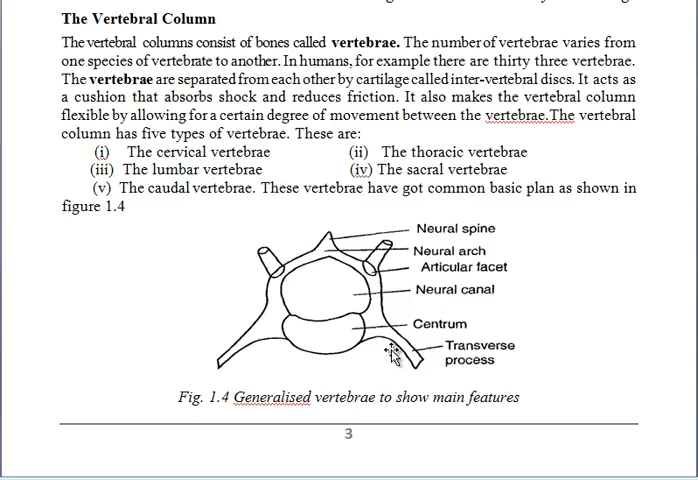 The Vertebral Column
The vertebral columns consist of bones called vertebrae. The number of vertebrae varies from
one species of vertebrate to another. In humans, for example there are thirty three vertebrae.
The vertebrae are separated from each other by cartilage called inter-vertebral discs. It acts as
a cushion that absorbs shock and reduces friction. It also makes the vertebral column
flexible by allowing for a certain degree of movement between the vertebrae.The vertebral
column has five types of vertebrae. These are:
(i) The cervical vertebrae (ii) The thoracic vertebrae
(iii) The lumbar vertebrae (iv) The sacral vertebrae
(v) The caudal vertebrae. These vertebrae have got common basic plan as shown in
figure 1.4
Neural spine
Neural arch
Articular facet
Neural canal
Centrum
Transverse
process
Fig. 1.4 Generalised vertebrae to show main features
3